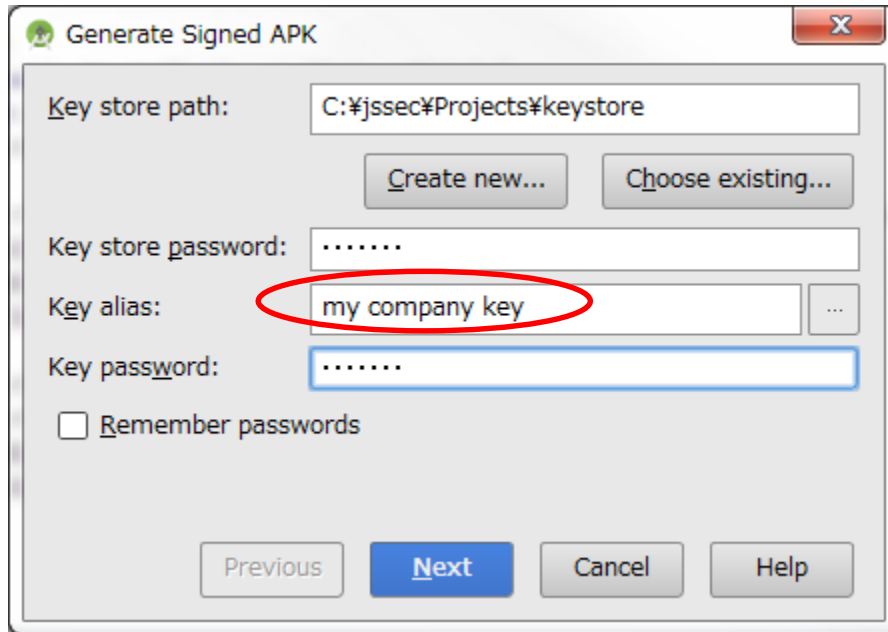 Generate Signed APK
Key store path: C:¥jssec¥Projects¥keystore
Create new... Choose existing...
Key store password: ·······
Key alias: my company key ...
Key password: ·······
Remember passwords
Previous Next Cancel Help